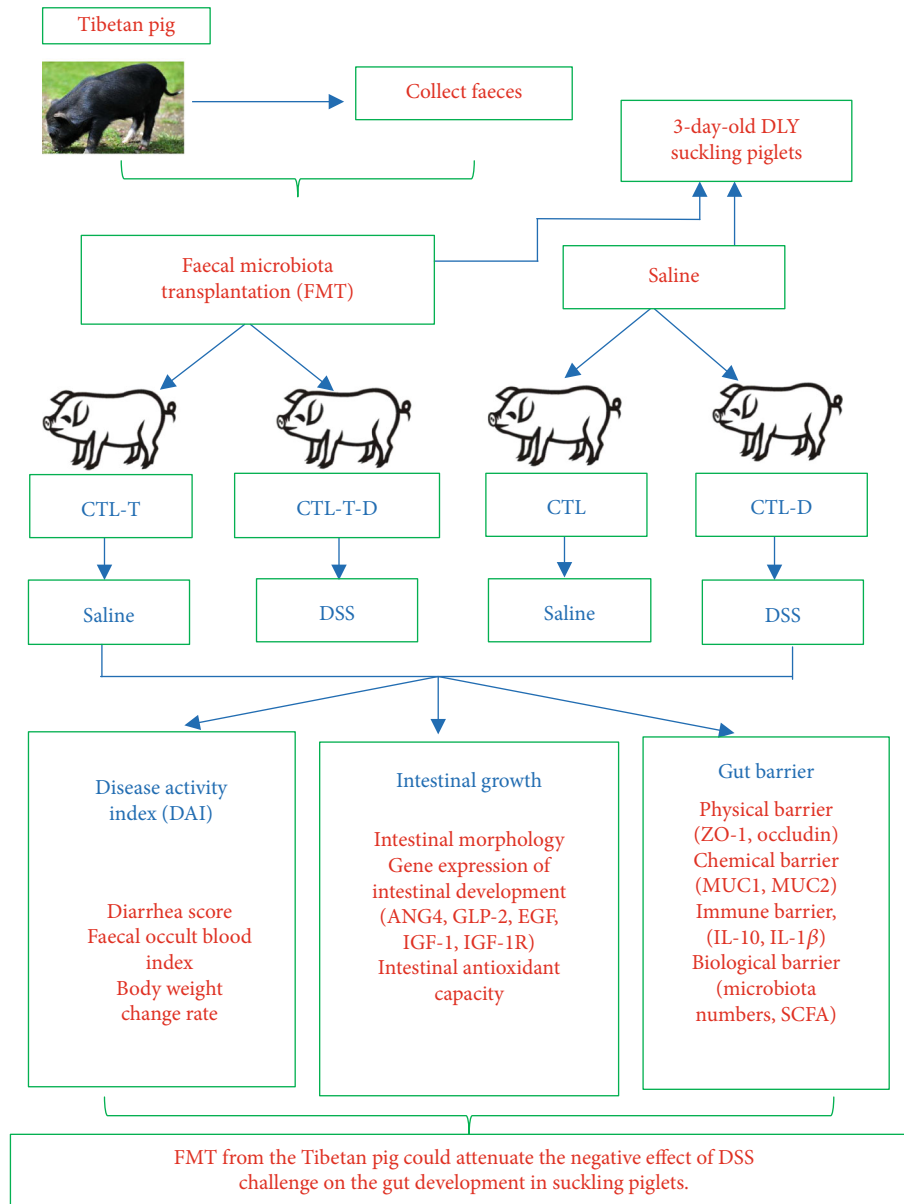 Tibetan pig
Collect faeces
3-day-old DLY
suckling piglets
Faecal microbiota
transplantation (FMT)
Saline
CTL-T
CTL-T-D
CTL
CTL-D
Saline
DSS
Saline
DSS
Disease activity
index (DAI)
Diarrhea score
Faecal occult blood
index
Body weight
change rate
Intestinal growth
Intestinal morphology
Gene expression of
intestinal development
(ANG4, GLP-2, EGF,
IGF-1, IGF-1R)
Intestinal antioxidant
capacity
Gut barrier
Physical barrier
(ZO-1, occludin)
Chemical barrier
(MUC1, MUC2)
Immune barrier,
(IL-10, IL-1β)
Biological barrier
(microbiota
numbers, SCFA)
FMT from the Tibetan pig could attenuate the negative effect of DSS
challenge on the gut development in suckling piglets.